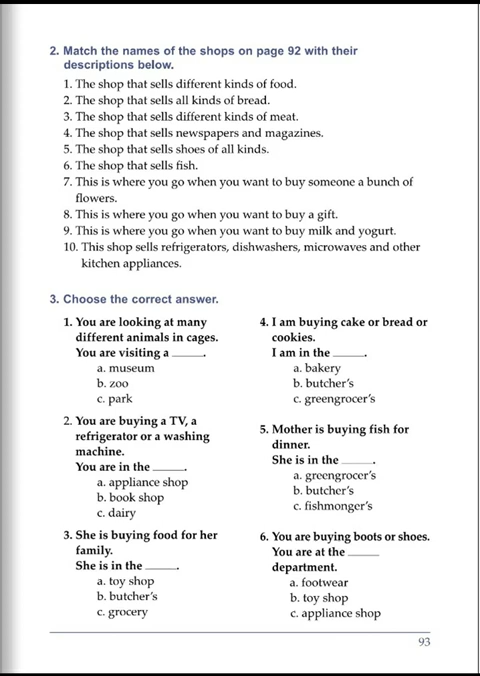 2. Match the names of the shops on page 92 with their
descriptions below.
1. The shop that sells different kinds of food.
2. The shop that sells all kinds of bread.
3. The shop that sells different kinds of meat.
4. The shop that sells newspapers and magazines.
5. The shop that sells shoes of all kinds.
6. The shop that sells fish.
7. This is where you go when you want to buy someone a bunch of
flowers.
8. This is where you go when you want to buy a gift.
9. This is where you go when you want to buy milk and yogurt.
10. This shop sells refrigerators, dishwashers, microwaves and other
kitchen appliances.
3. Choose the correct answer.
1. You are looking at many
different animals in cages.
You are visiting a _____.
a. museum
b. zoo
c. park
2. You are buying a TV, a
refrigerator or a washing
machine.
You are in the _____.
a. appliance shop
b. book shop
c. dairy
3. She is buying food for her
family.
She is in the _____.
a. toy shop
b. butcher's
c. grocery
4. I am buying cake or bread or
cookies.
I am in the _____.
a. bakery
b. butcher's
c. greengrocer's
5. Mother is buying fish for
dinner.
She is in the _____.
a. greengrocer's
b. butcher's
c. fishmonger's
6. You are buying boots or shoes.
You are at the _____
department.
a. footwear
b. toy shop
c. appliance shop
93